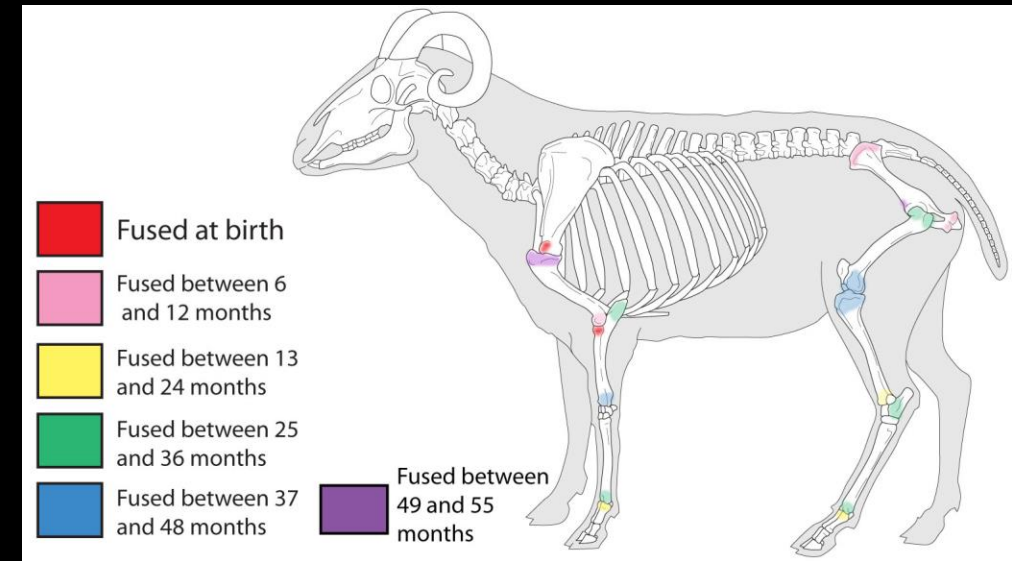 Fused at birth
Fused between 6
and 12 months
Fused between 13
and 24 months
Fused between 25
and 36 months
Fused between 37
and 48 months
Fused between
49 and 55
months